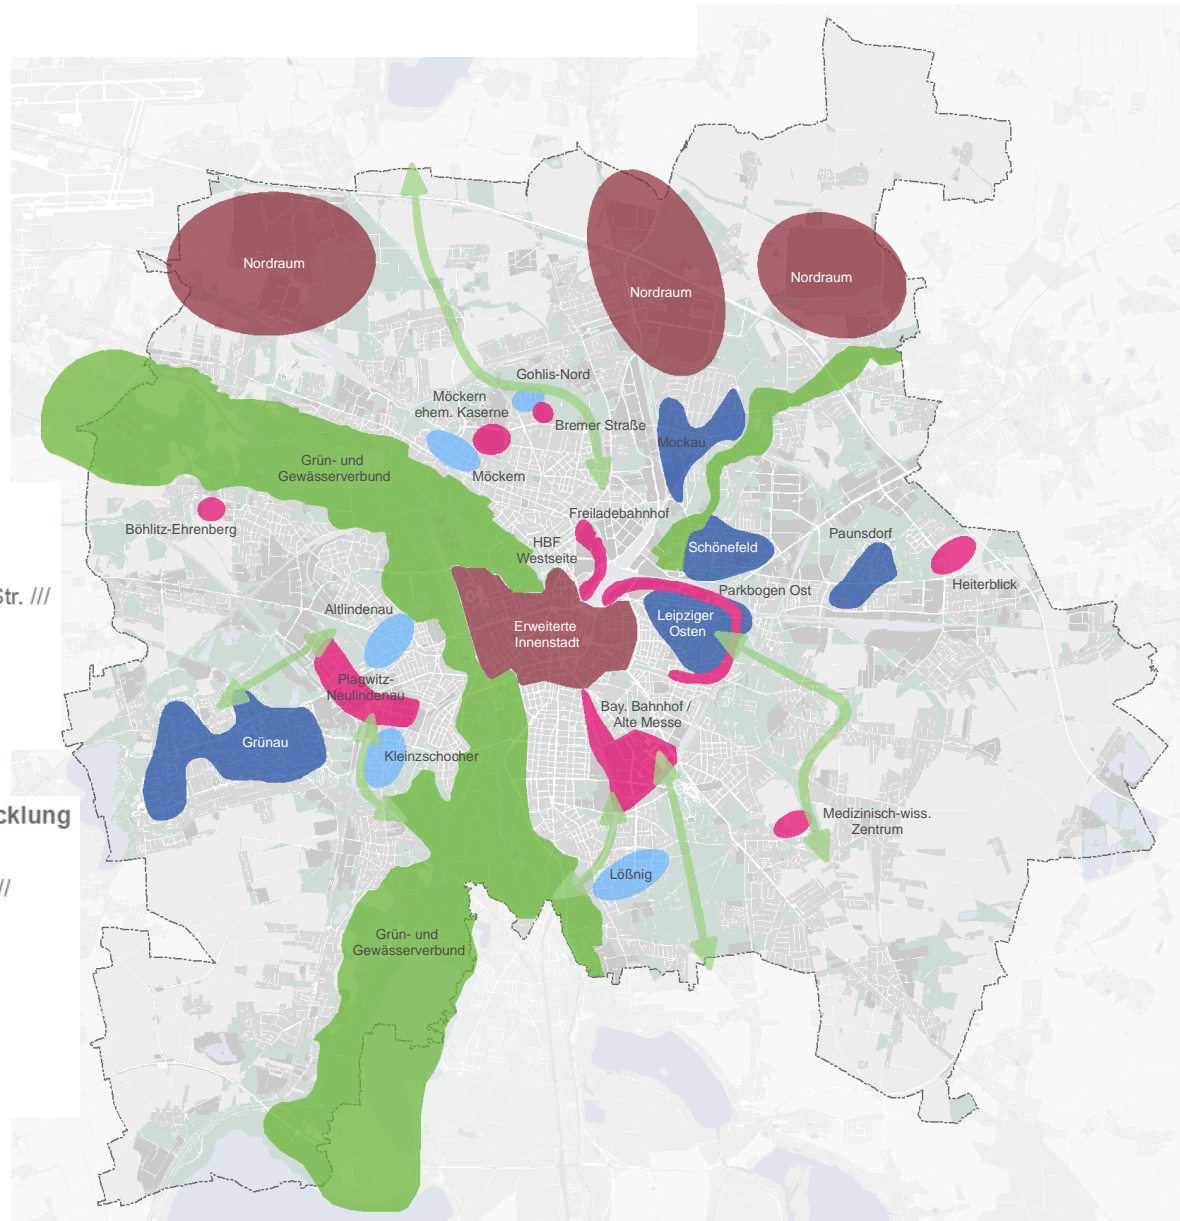 Nordraum
Nordraum
Nordraum
Gohlis-Nord
Möckern
ehem. Kaserne
Bremer Straße
Mockau
Grün- und
Gewässerverbund
Möckern
Böhlitz-Ehrenberg
Freiladebahnhof
HBF
Westseite
Schönefeld
Paunsdorf
Heiterblick
Parkbogen Ost
Str. ///
Altlindenau
Erweiterte
Innenstadt
Leipziger
Osten
Plagwitz-
Neulindenau
Bay. Bahnhof /
Alte Messe
Grünau
Kleinzschocher
cklung
Medizinisch-wiss.
Zentrum
Lößnig
//
Grün- und
Gewässerverbund